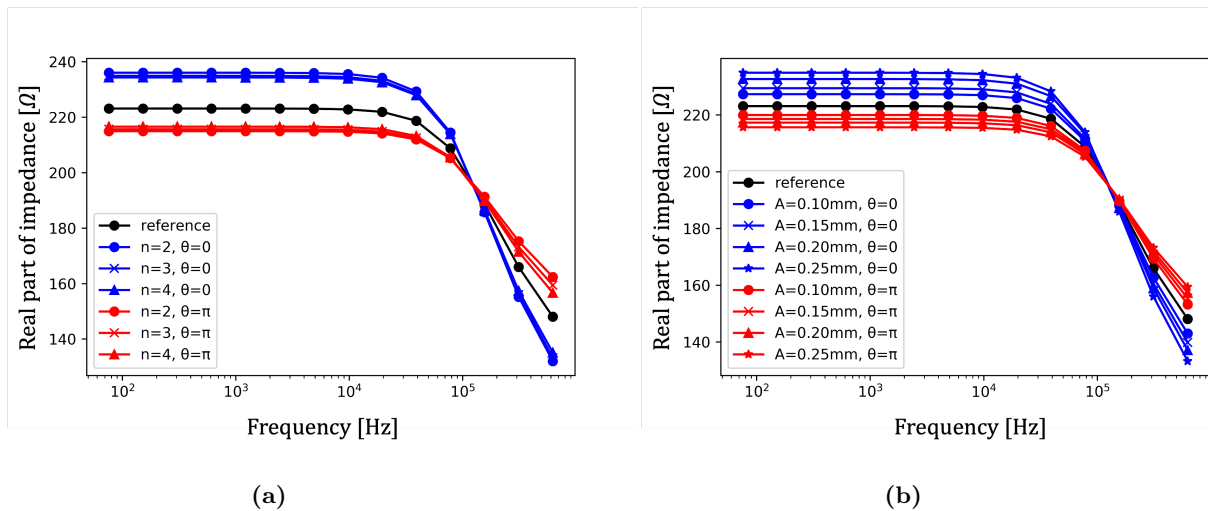 240
220
200
180
160
140
Real part of impedance [Ω]
reference
n=2, θ=0
n=3, θ=0
n=4, θ=0
n=2, θ=π
n=3, θ=π
n=4, θ=π
10²
10³
10⁴
10⁵
Frequency [Hz]
(a)
220
200
180
160
140
Real part of impedance [Ω]
reference
A=0.10mm, θ=0
A=0.15mm, θ=0
A=0.20mm, θ=0
A=0.25mm, θ=0
A=0.10mm, θ=π
A=0.15mm, θ=π
A=0.20mm, θ=π
A=0.25mm, θ=π
10²
10³
10⁴
10⁵
Frequency [Hz]
(b)